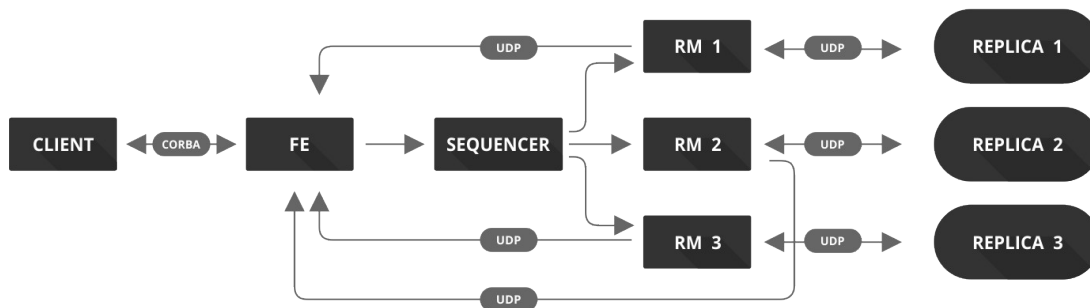 UDP
RM 1
UDP
REPLICA 1
CLIENT
CORBA
FE
SEQUENCER
RM 2
UDP
REPLICA 2
UDP
RM 3
UDP
REPLICA 3
UDP